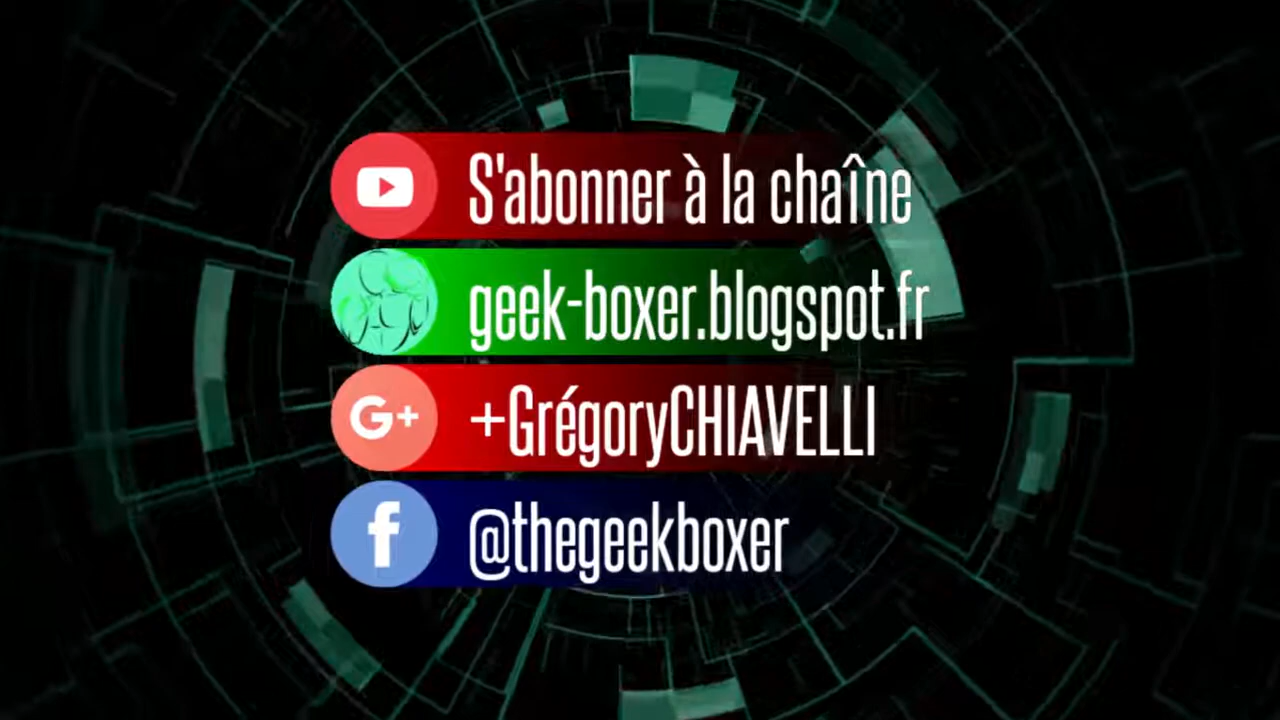 S'abonner à la chaîne
geek-boxer.blogspot.fr
G+ +GrégoryCHIAVELLI
f @thegeekboxer